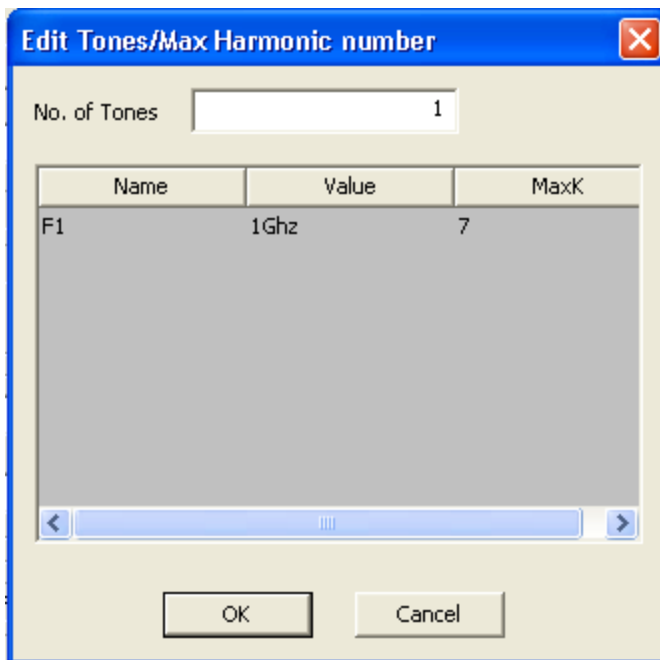 Edit Tones/Max Harmonic number
No. of Tones 1
Name Value MaxK
F1 1Ghz 7
OK Cancel